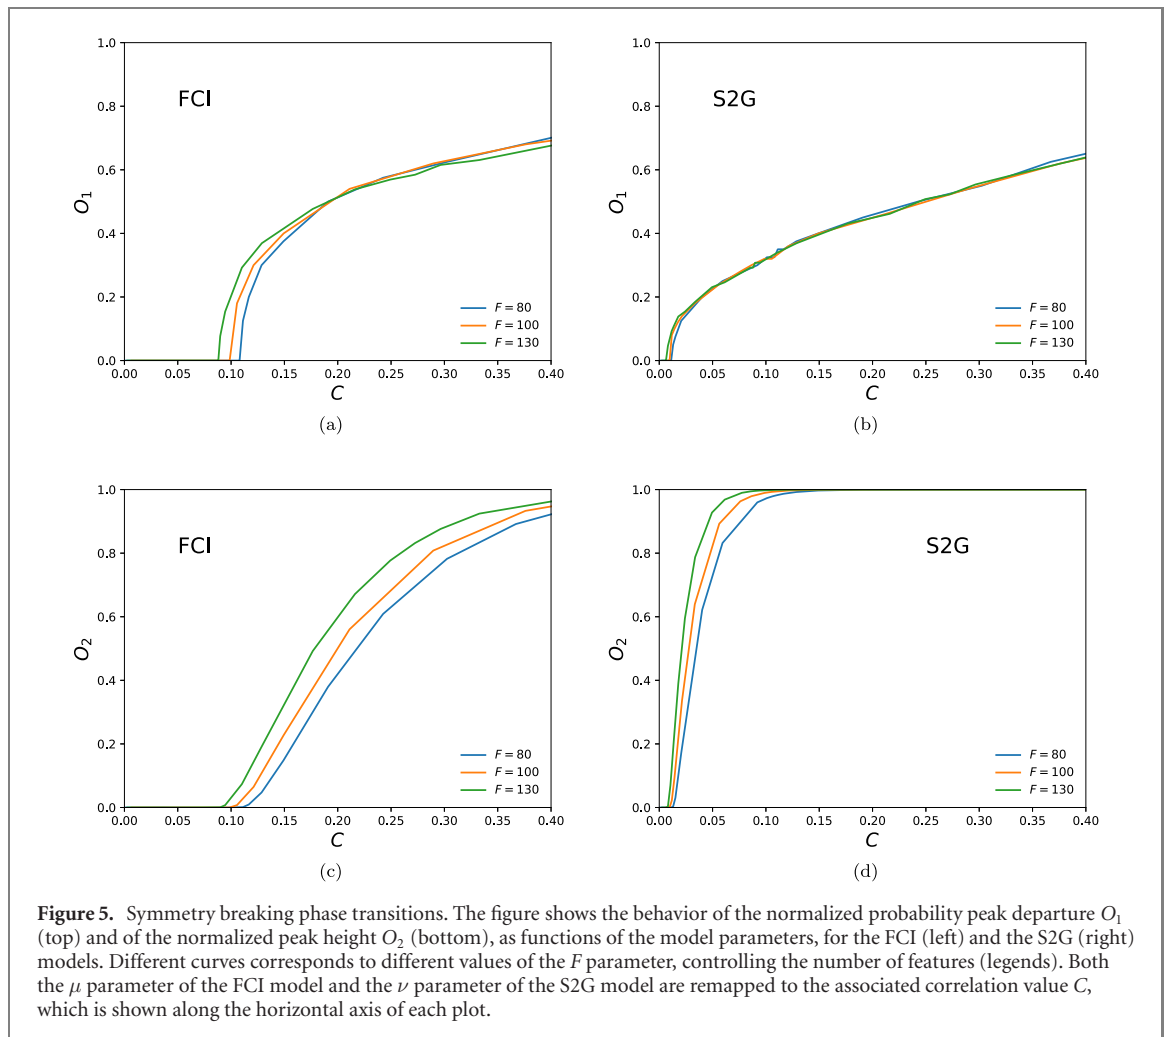 1.0
0.8
0.6
0.4
0.2
0.0
O1
FCI
F = 80
F = 100
F = 130
0.00 0.05 0.10 0.15 0.20 0.25 0.30 0.35 0.40
C
(a)
1.0
0.8
0.6
0.4
0.2
0.0
O1
S2G
F = 80
F = 100
F = 130
0.00 0.05 0.10 0.15 0.20 0.25 0.30 0.35 0.40
C
(b)
1.0
0.8
0.6
0.4
0.2
0.0
O2
FCI
F = 80
F = 100
F = 130
0.00 0.05 0.10 0.15 0.20 0.25 0.30 0.35 0.40
C
(c)
1.0
0.8
0.6
0.4
0.2
0.0
O2
S2G
F = 80
F = 100
F = 130
0.00 0.05 0.10 0.15 0.20 0.25 0.30 0.35 0.40
C
(d)
Figure 5. Symmetry breaking phase transitions. The figure shows the behavior of the normalized probability peak departure O1
(top) and of the normalized peak height O2 (bottom), as functions of the model parameters, for the FCI (left) and the S2G (right)
models. Different curves corresponds to different values of the F parameter, controlling the number of features (legends). Both
the μ parameter of the FCI model and the ν parameter of the S2G model are remapped to the associated correlation value C,
which is shown along the horizontal axis of each plot.